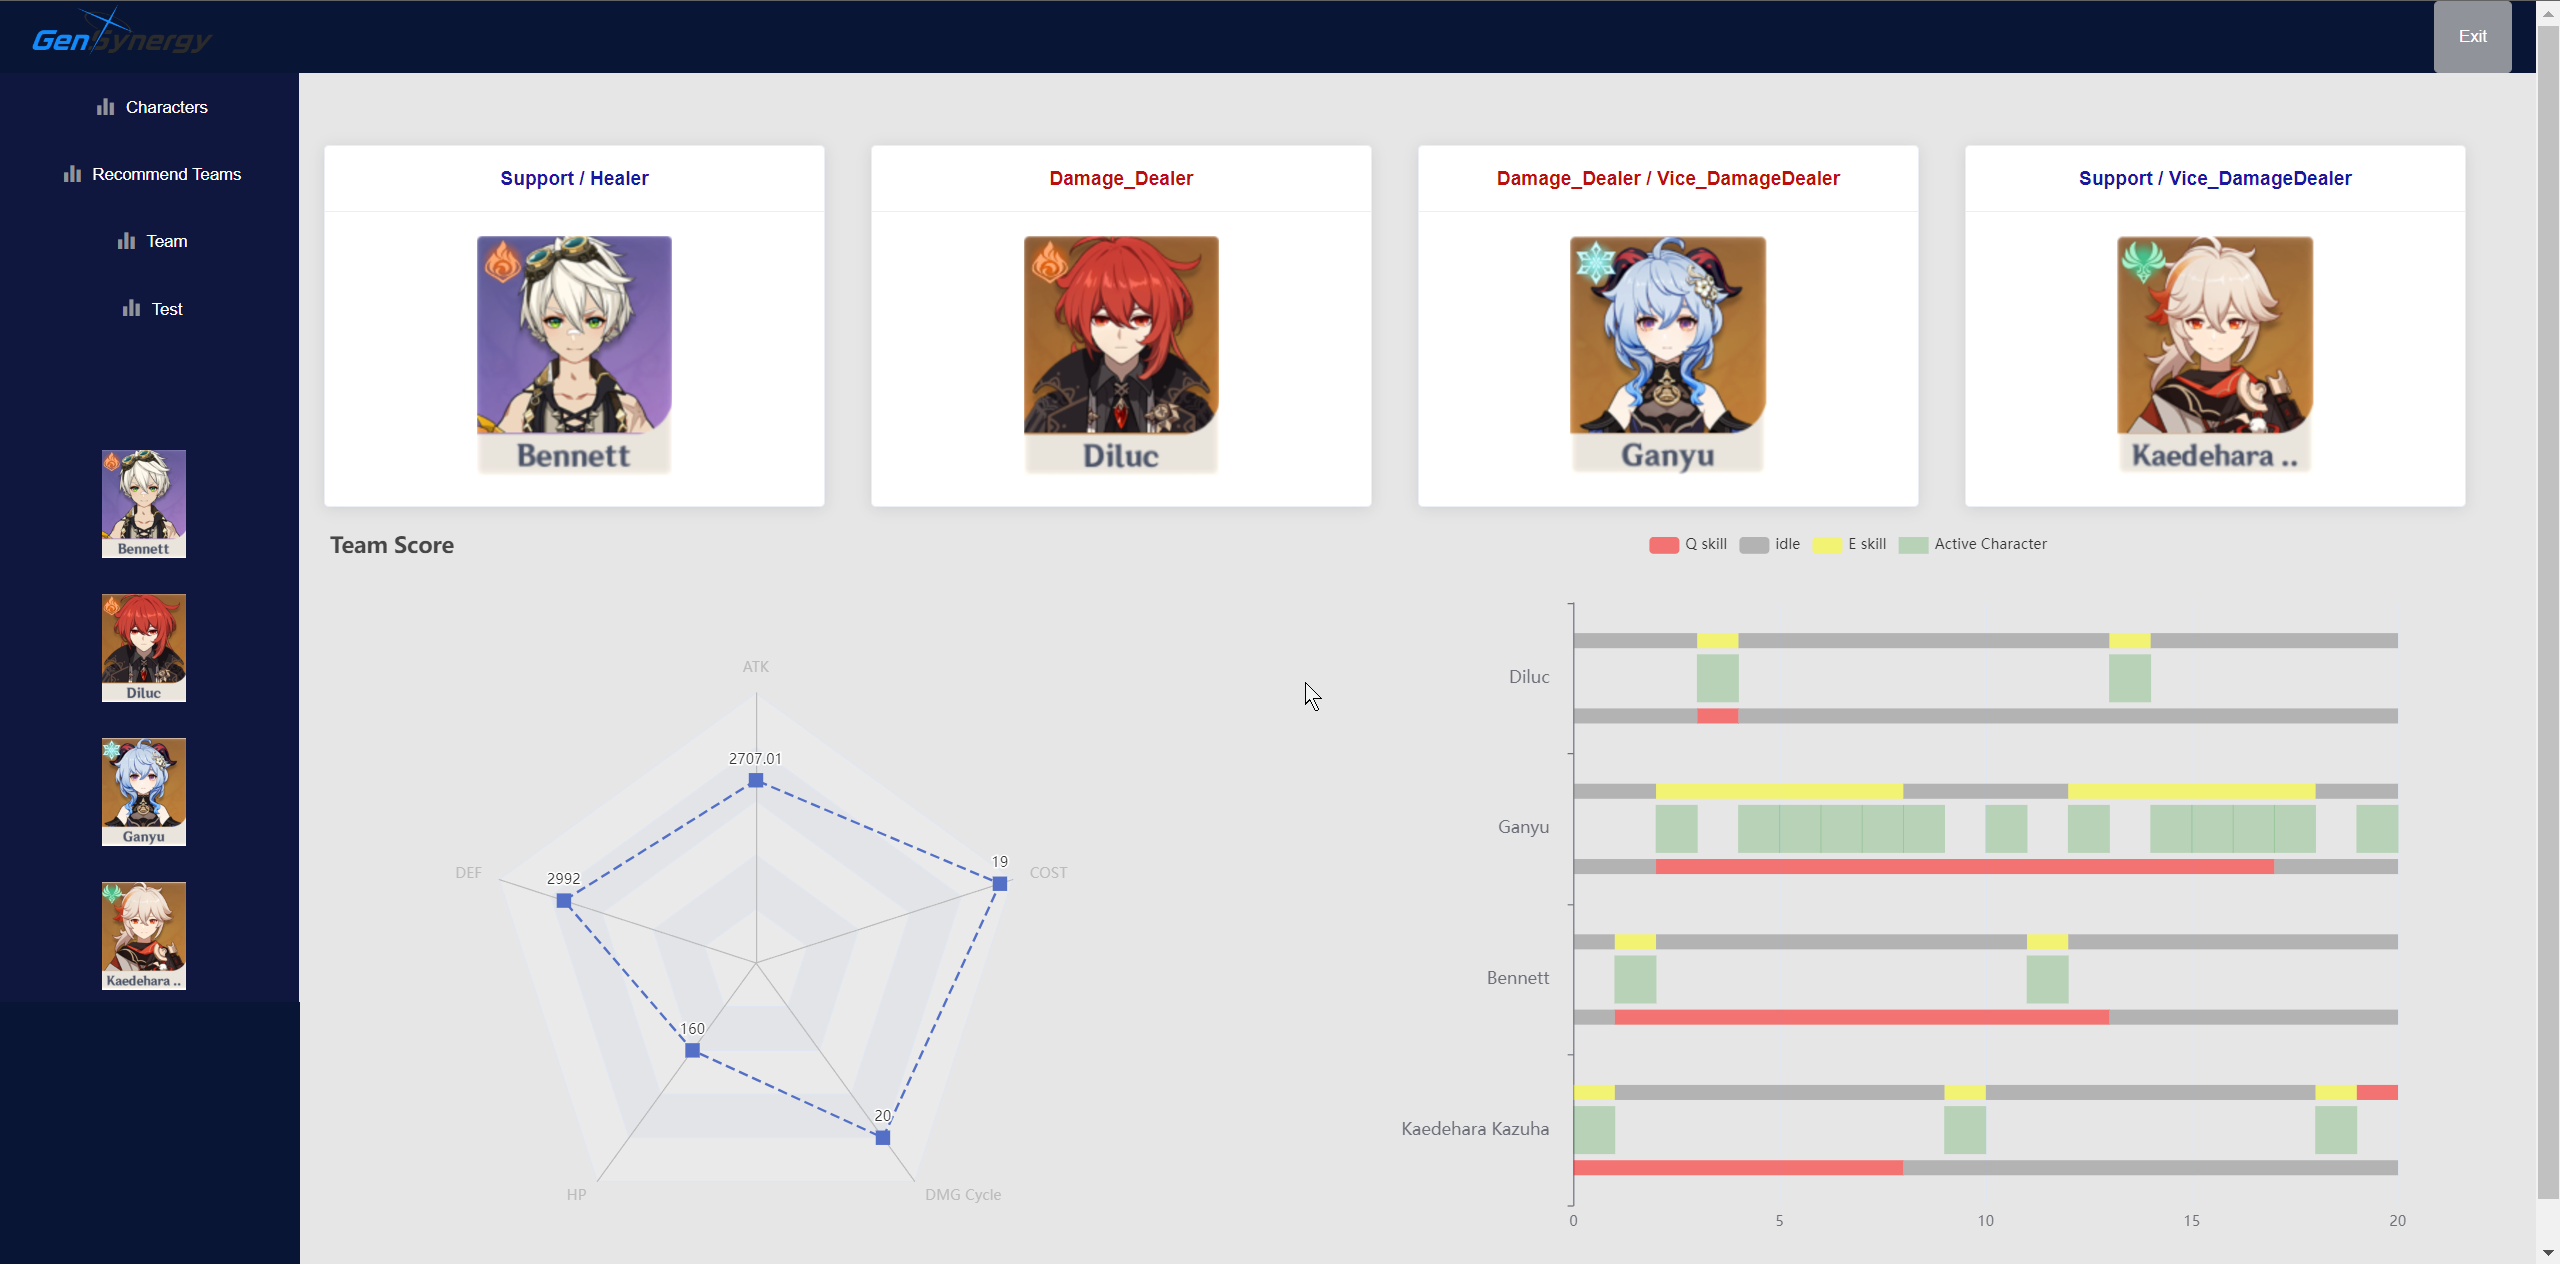 GenSynergy
Exit
Characters
Recommend Teams
Team
Test
Bennett
Diluc
Ganyu
Kaedehara ..
Support / Healer
Damage_Dealer
Damage_Dealer / Vice_DamageDealer
Support / Vice_DamageDealer
Bennett
Diluc
Ganyu
Kaedehara ..
Team Score
ATK
2707.01
DEF
2992
19
COST
160
20
HP
DMG Cycle
Q skill
idle
E skill
Active Character
Diluc
Ganyu
Bennett
Kaedehara Kazuha
0
5
10
15
20